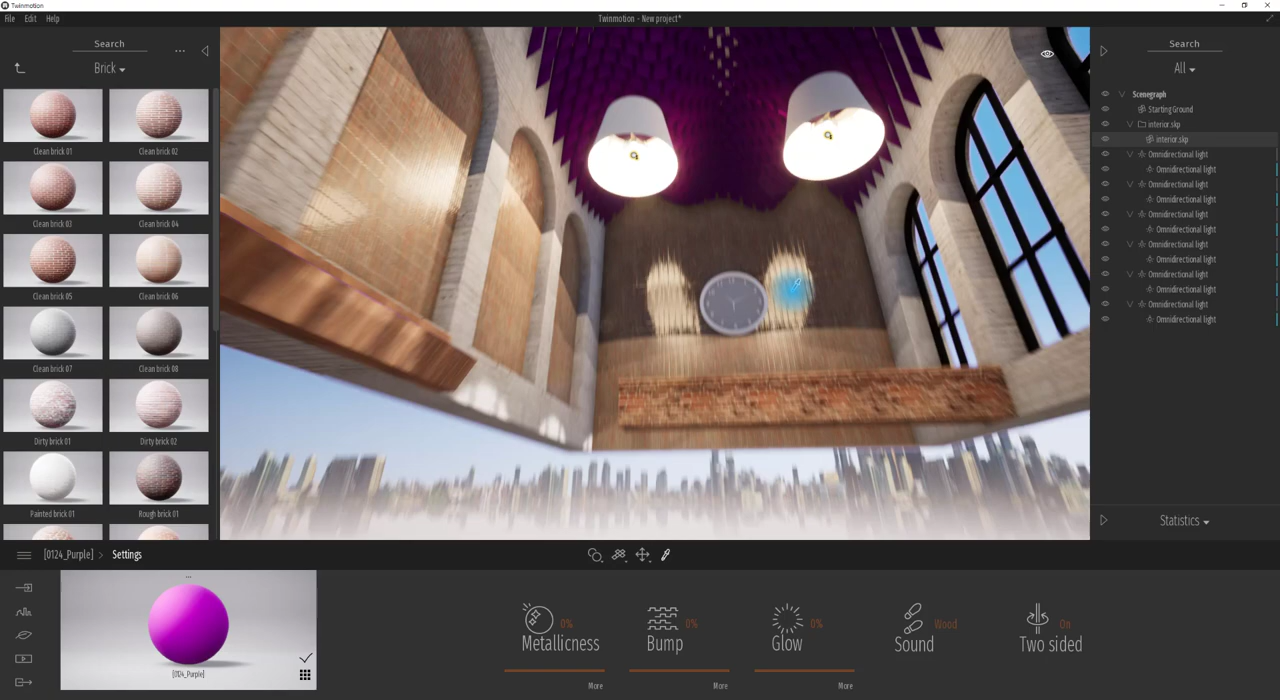 Twinmotion
File Edit Help
Twinmotion - New project*
Search
...
Brick
Clean brick 01
Clean brick 02
Clean brick 03
Clean brick 04
Clean brick 05
Clean brick 06
Clean brick 07
Clean brick 08
Dirty brick 01
Dirty brick 02
Painted brick 01
Rough brick 01
Search
All
Scenegraph
Starting Ground
interior.skp
interior.skp
Omnidirectional light
Omnidirectional light
Omnidirectional light
Omnidirectional light
Omnidirectional light
Omnidirectional light
Omnidirectional light
Omnidirectional light
Omnidirectional light
Omnidirectional light
Omnidirectional light
Omnidirectional light
Statistics
[0124_Purple] > Settings
...
[0124_Purple]
0%
Metallicness
More
0%
Bump
More
0%
Glow
More
Wood
Sound
On
Two sided